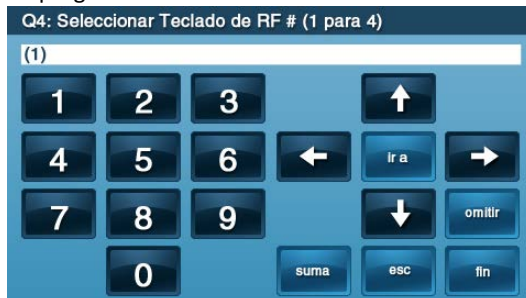 Q4: Seleccionar Teclado de RF # (1 para 4)
(1)
1 2 3
4 5 6 ir a
7 8 9 omitir
0 suma esc fin